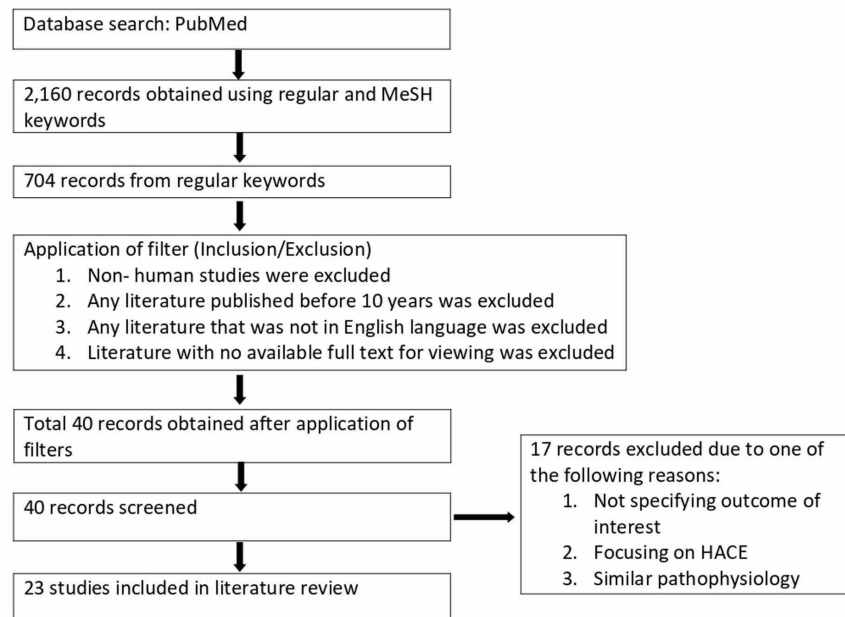 Database search: PubMed
2,160 records obtained using regular and MeSH
keywords
704 records from regular keywords
Application of filter (Inclusion/Exclusion)
1. Non- human studies were excluded
2. Any literature published before 10 years was excluded
3. Any literature that was not in English language was excluded
4. Literature with no available full text for viewing was excluded
Total 40 records obtained after application of
filters
40 records screened
17 records excluded due to one of
the following reasons:
1. Not specifying outcome of
interest
2. Focusing on HACE
3. Similar pathophysiology
23 studies included in literature review